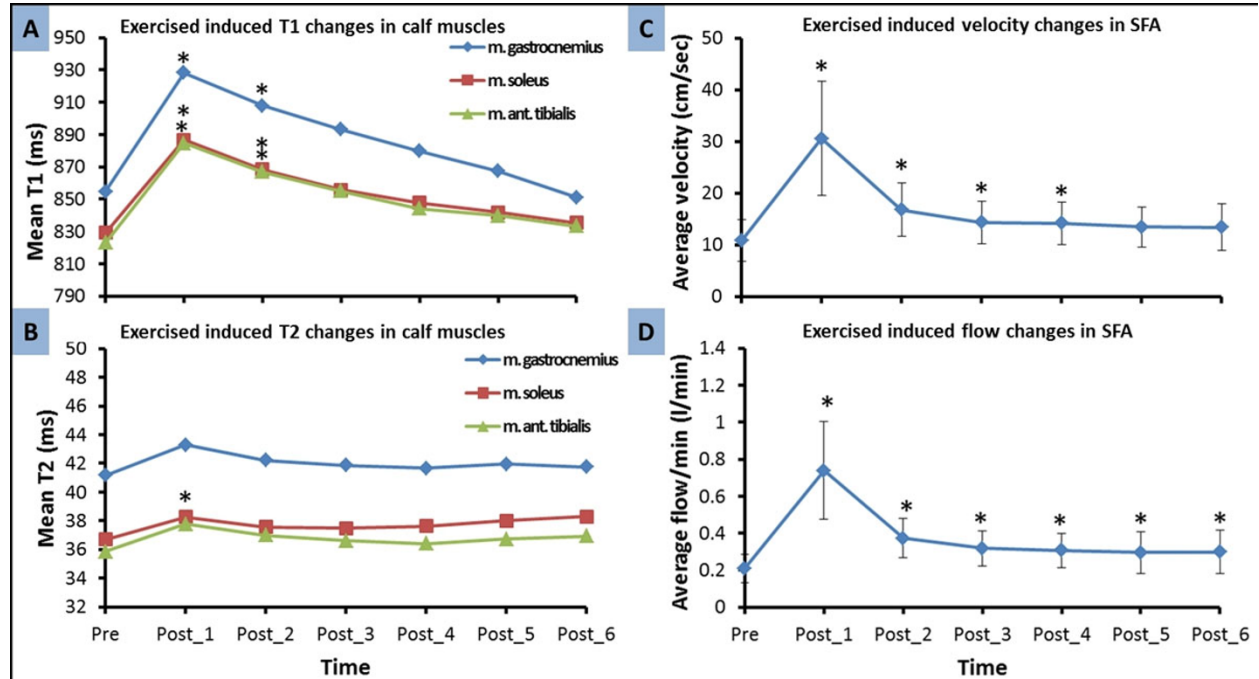 A
Exercised induced T1 changes in calf muscles
950
930
910
890
870
850
830
810
790
Mean T1 (ms)
m. gastrocnemius
m. soleus
m. ant. tibialis
*
*
*
*
*
*
B
Exercised induced T2 changes in calf muscles
50
48
46
44
42
40
38
36
34
32
Mean T2 (ms)
m. gastrocnemius
m. soleus
m. ant. tibialis
*
Pre Post_1 Post_2 Post_3 Post_4 Post_5 Post_6
Time
C
Exercised induced velocity changes in SFA
50
40
30
20
10
0
Average velocity (cm/sec)
*
*
*
*
D
Exercised induced flow changes in SFA
1.4
1.2
1
0.8
0.6
0.4
0.2
0
Average flow/min (l/min)
*
*
*
*
*
*
Pre Post_1 Post_2 Post_3 Post_4 Post_5 Post_6
Time